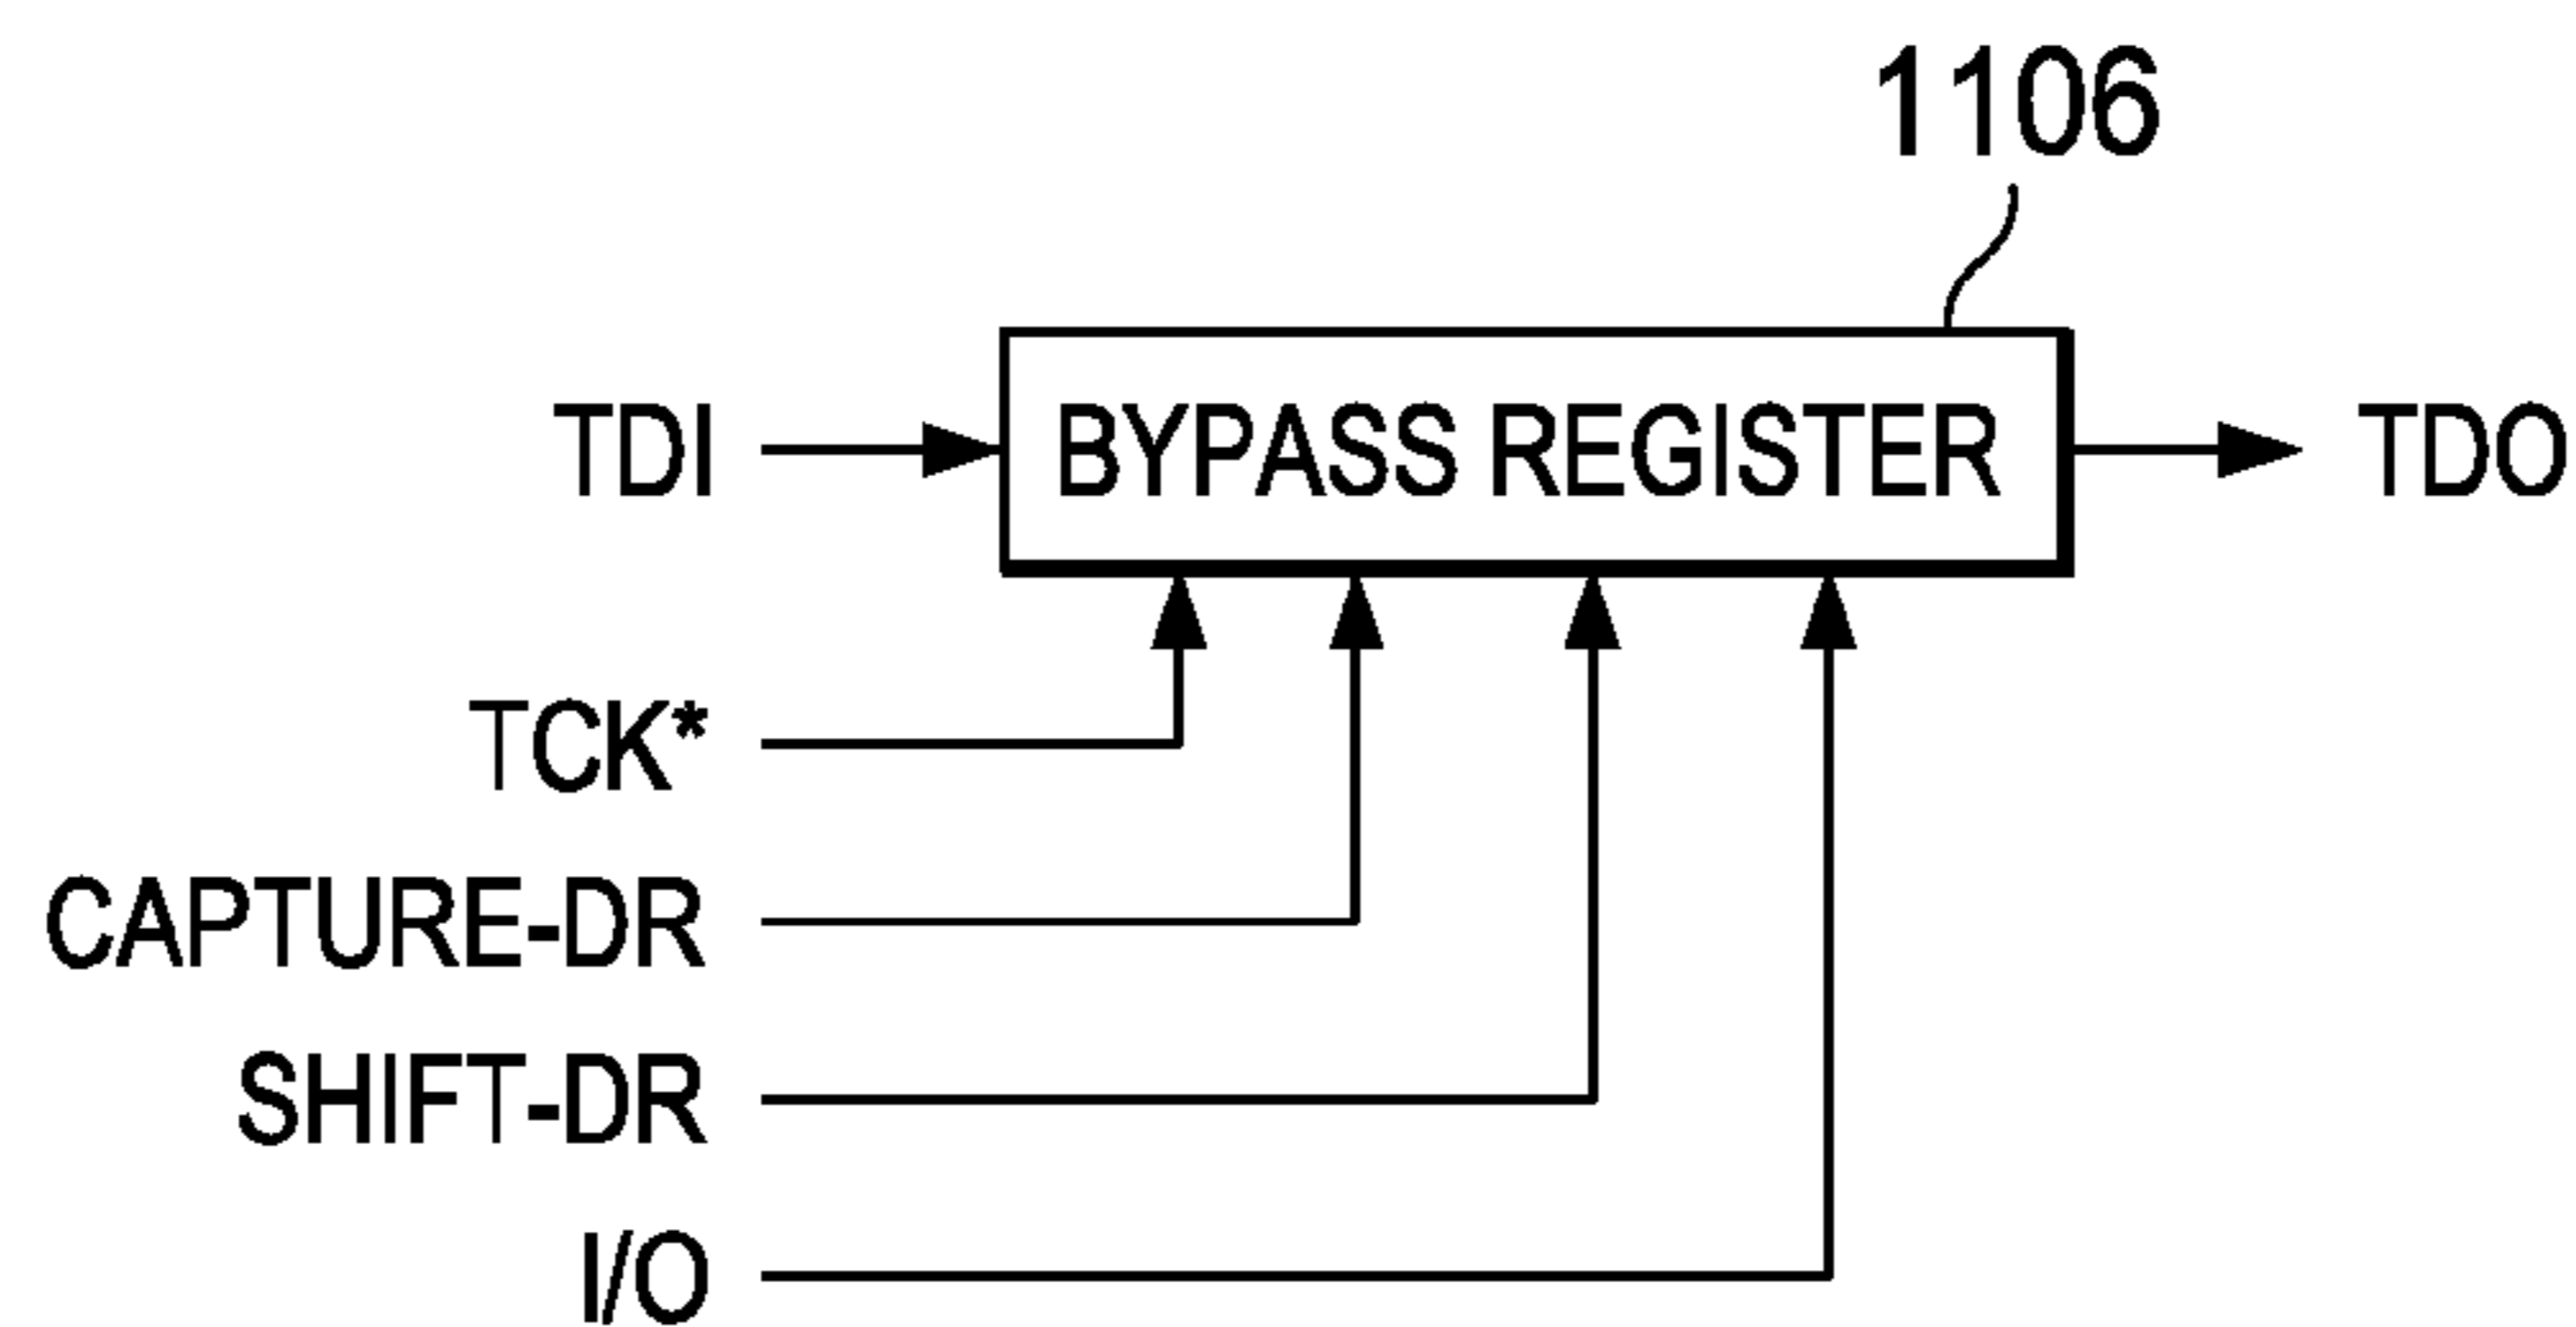 1106
TDI BYPASS REGISTER TDO
TCK*
CAPTURE-DR
SHIFT-DR
I/O